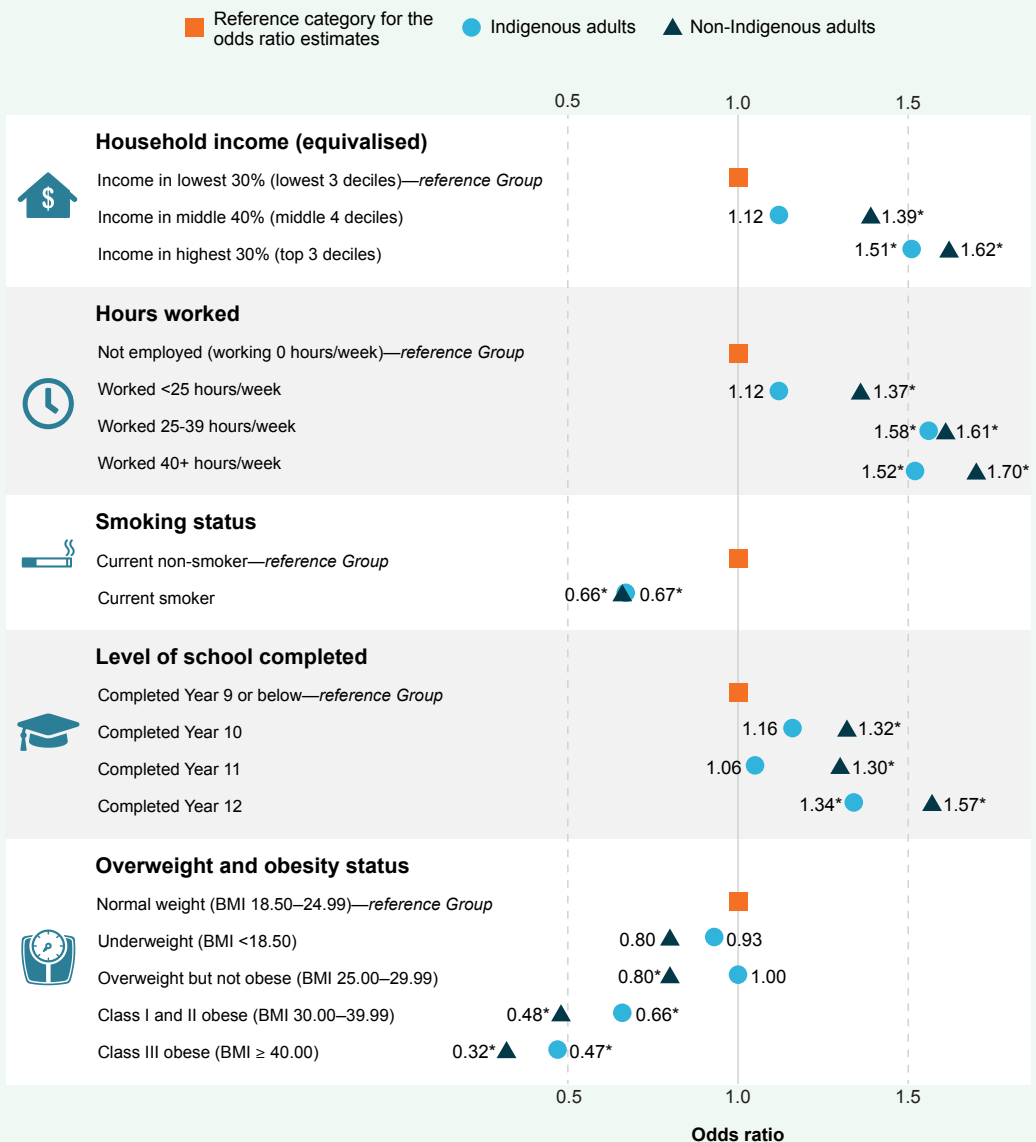 Reference category for the
odds ratio estimates
Indigenous adults
Non-Indigenous adults
0.5 1.0 1.5
Household income (equivalised)
$
Income in lowest 30% (lowest 3 deciles)—reference Group
Income in middle 40% (middle 4 deciles) 1.12 1.39*
Income in highest 30% (top 3 deciles) 1.51* 1.62*
Hours worked
Not employed (working 0 hours/week)—reference Group
Worked <25 hours/week 1.12 1.37*
Worked 25-39 hours/week 1.58* 1.61*
Worked 40+ hours/week 1.52* 1.70*
Smoking status
Current non-smoker—reference Group
Current smoker 0.66* 0.67*
Level of school completed
Completed Year 9 or below—reference Group
Completed Year 10 1.16 1.32*
Completed Year 11 1.06 1.30*
Completed Year 12 1.34* 1.57*
Overweight and obesity status
Normal weight (BMI 18.50–24.99)—reference Group
Underweight (BMI <18.50) 0.80 0.93
Overweight but not obese (BMI 25.00–29.99) 0.80* 1.00
Class I and II obese (BMI 30.00–39.99) 0.48* 0.66*
Class III obese (BMI ≥ 40.00) 0.32* 0.47*
0.5 1.0 1.5
Odds ratio